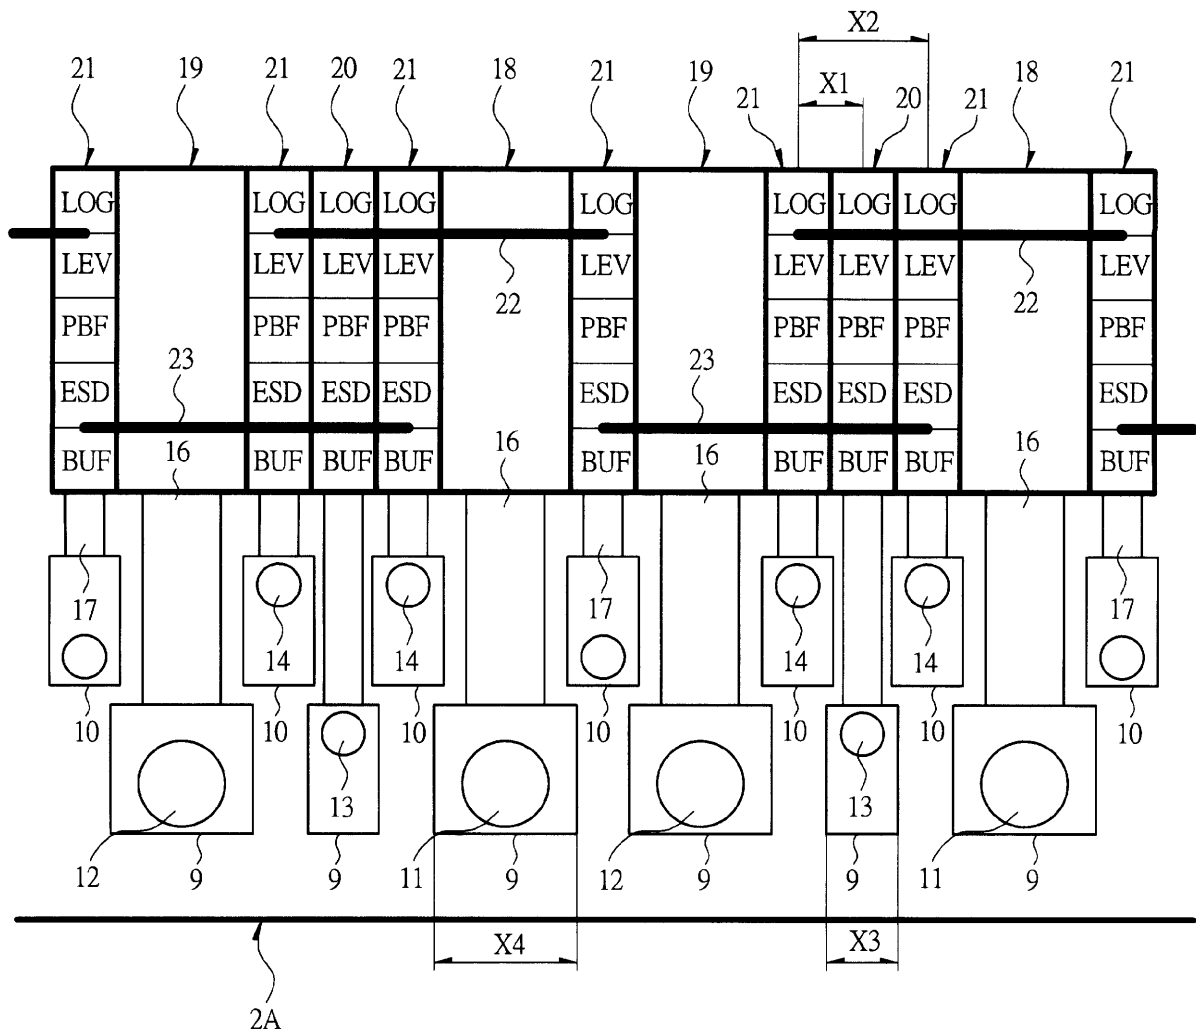 X2
21 19 21 20 21 18 21 19 21 X1 20 21 18 21
LOG LOG LOG LOG LOG LOG LOG LOG LOG
LEV LEV LEV LEV LEV LEV LEV LEV LEV
22 22
PBF PBF PBF PBF PBF PBF PBF PBF PBF
23 23
ESD ESD ESD ESD ESD ESD ESD ESD ESD
BUF 16 BUF BUF BUF 16 BUF 16 BUF BUF BUF 16 BUF
17 14 14 17 14 14 17
10 10 10 10 10 10 10
13 13
12 9 9 11 9 12 9 9 11 9
X4 X3
2A